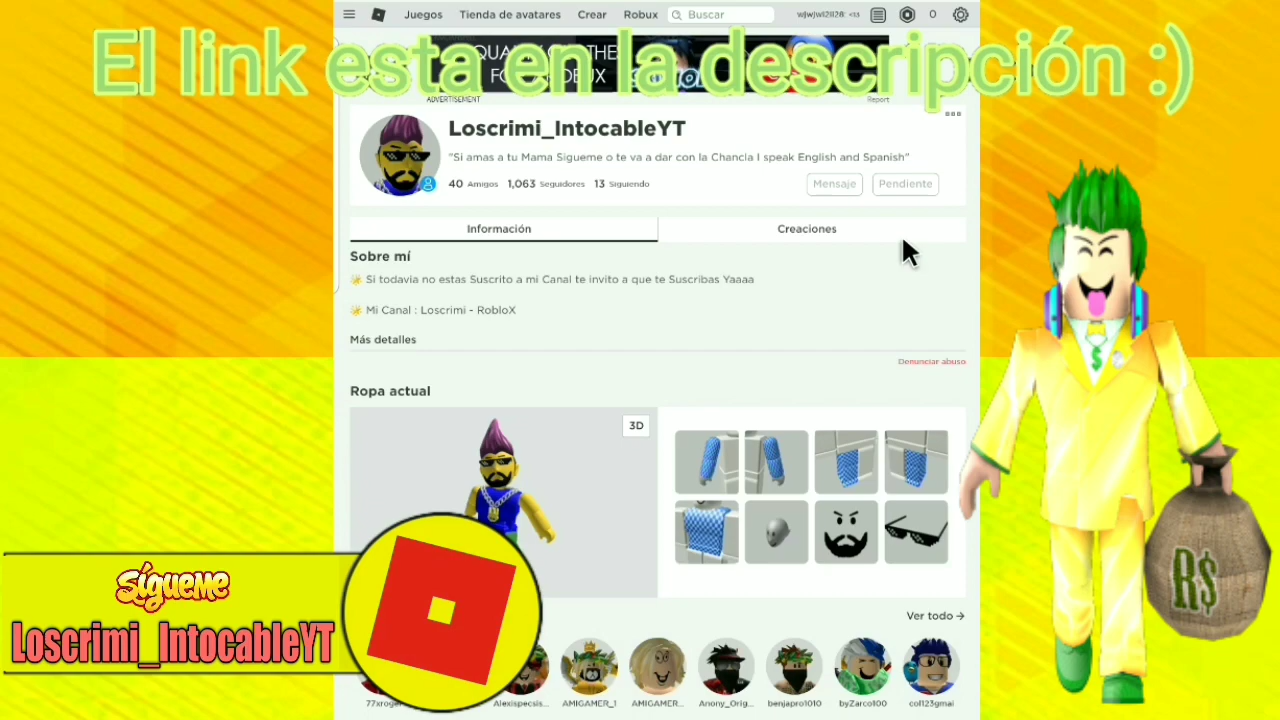 Juegos Tienda de avatares Crear Robux Buscar 0
El link esta en la descripción :)
ADVERTISEMENT Report
Loscrimi_IntocableYT
"Si amas a tu Mama Sigueme o te va a dar con la Chancla I speak English and Spanish"
40 Amigos 1,063 Seguidores 13 Siguiendo
Mensaje Pendiente
Información Creaciones
Sobre mí
Si todavia no estas Suscrito a mi Canal te invito a que te Suscribas Yaaaa
Mi Canal : Loscrimi - RobloX
Más detalles
Denunciar abuso
Ropa actual
3D
R$
Sígueme
Loscrimi_IntocableYT
Ver todo →
Alexispecsis... AMIGAMER_1 AMIGAMER... Anony_Orig... benjapro1010 byZarco100 col123gmai